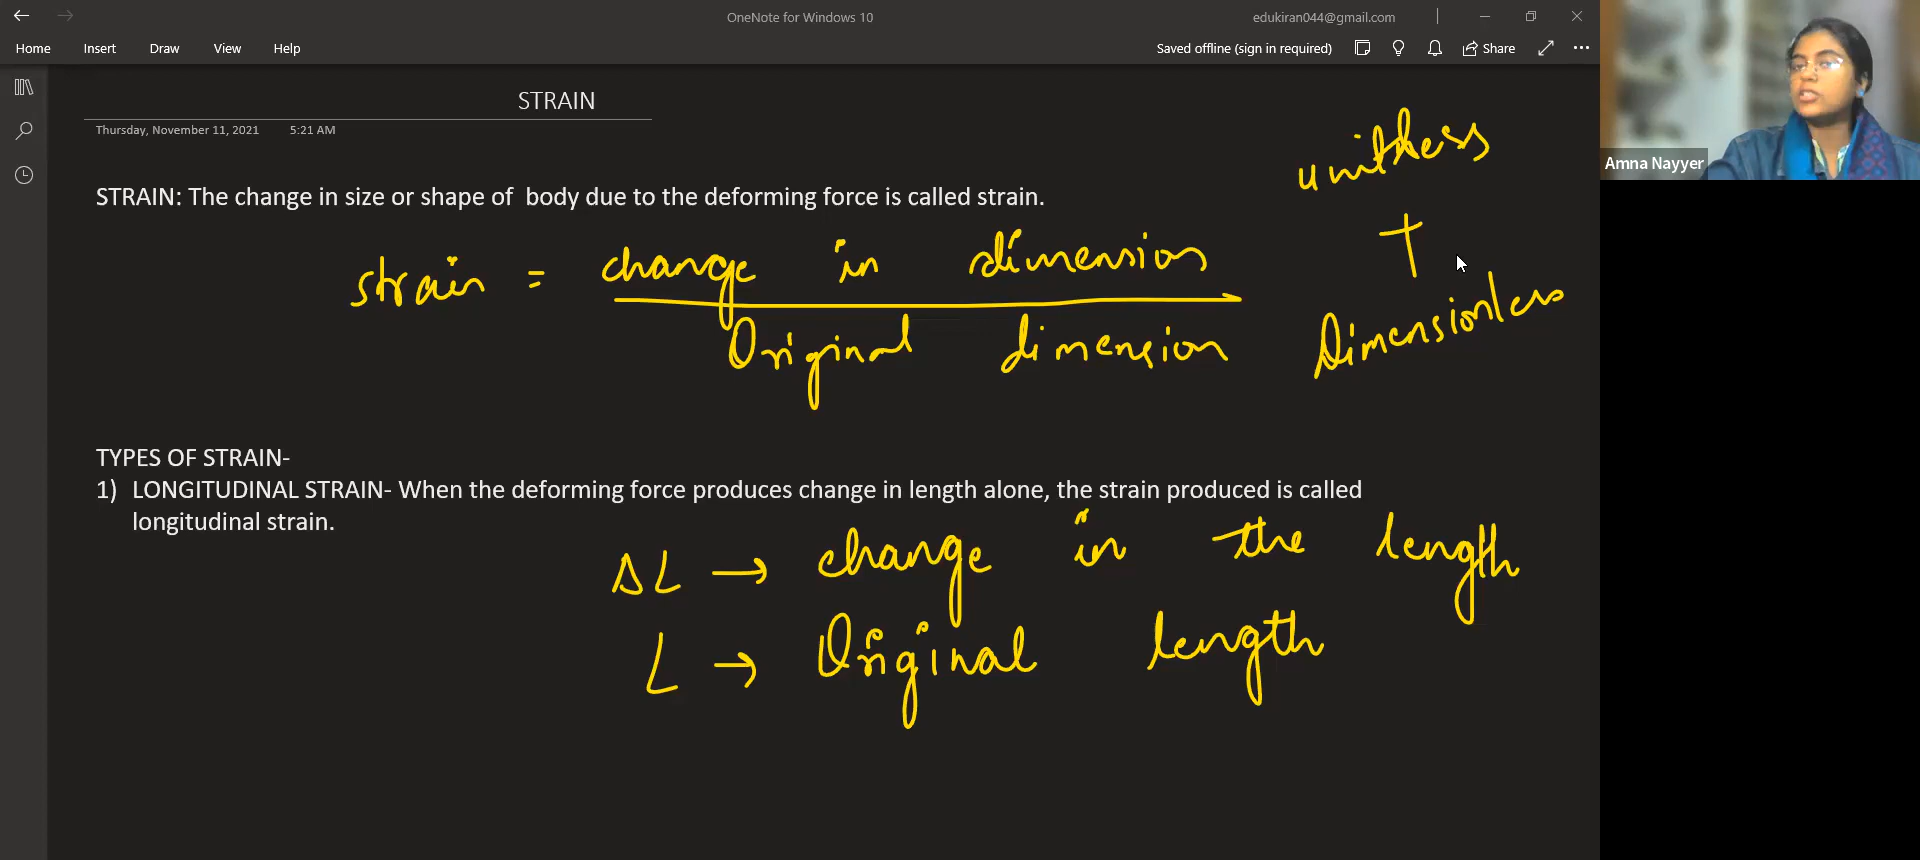 OneNote for Windows 10
edukiran044@gmail.com
Home Insert Draw View Help
Saved offline (sign in required) Share
STRAIN
Thursday, November 11, 2021 5:21 AM
unitless
Amna Nayyer
STRAIN: The change in size or shape of body due to the deforming force is called strain.
+
strain = change in dimension
Original dimension
Dimensionless
TYPES OF STRAIN-
1) LONGITUDINAL STRAIN- When the deforming force produces change in length alone, the strain produced is called
longitudinal strain.
ΔL → change in the length
L → Original length